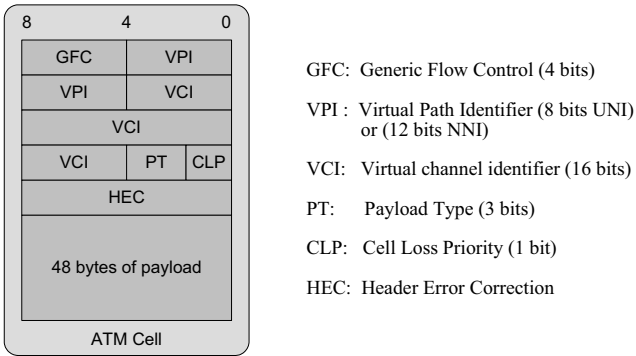 8 4 0
GFC VPI
VPI VCI
VCI
VCI PT CLP
HEC
48 bytes of payload
ATM Cell
GFC: Generic Flow Control (4 bits)
VPI : Virtual Path Identifier (8 bits UNI)
or (12 bits NNI)
VCI: Virtual channel identifier (16 bits)
PT: Payload Type (3 bits)
CLP: Cell Loss Priority (1 bit)
HEC: Header Error Correction